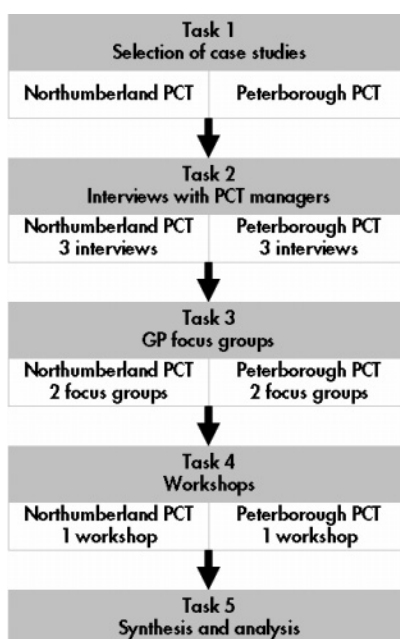 Task 1
Selection of case studies
Northumberland PCT Peterborough PCT
Task 2
Interviews with PCT managers
Northumberland PCT Peterborough PCT
3 interviews 3 interviews
Task 3
GP focus groups
Northumberland PCT Peterborough PCT
2 focus groups 2 focus groups
Task 4
Workshops
Northumberland PCT Peterborough PCT
1 workshop 1 workshop
Task 5
Synthesis and analysis